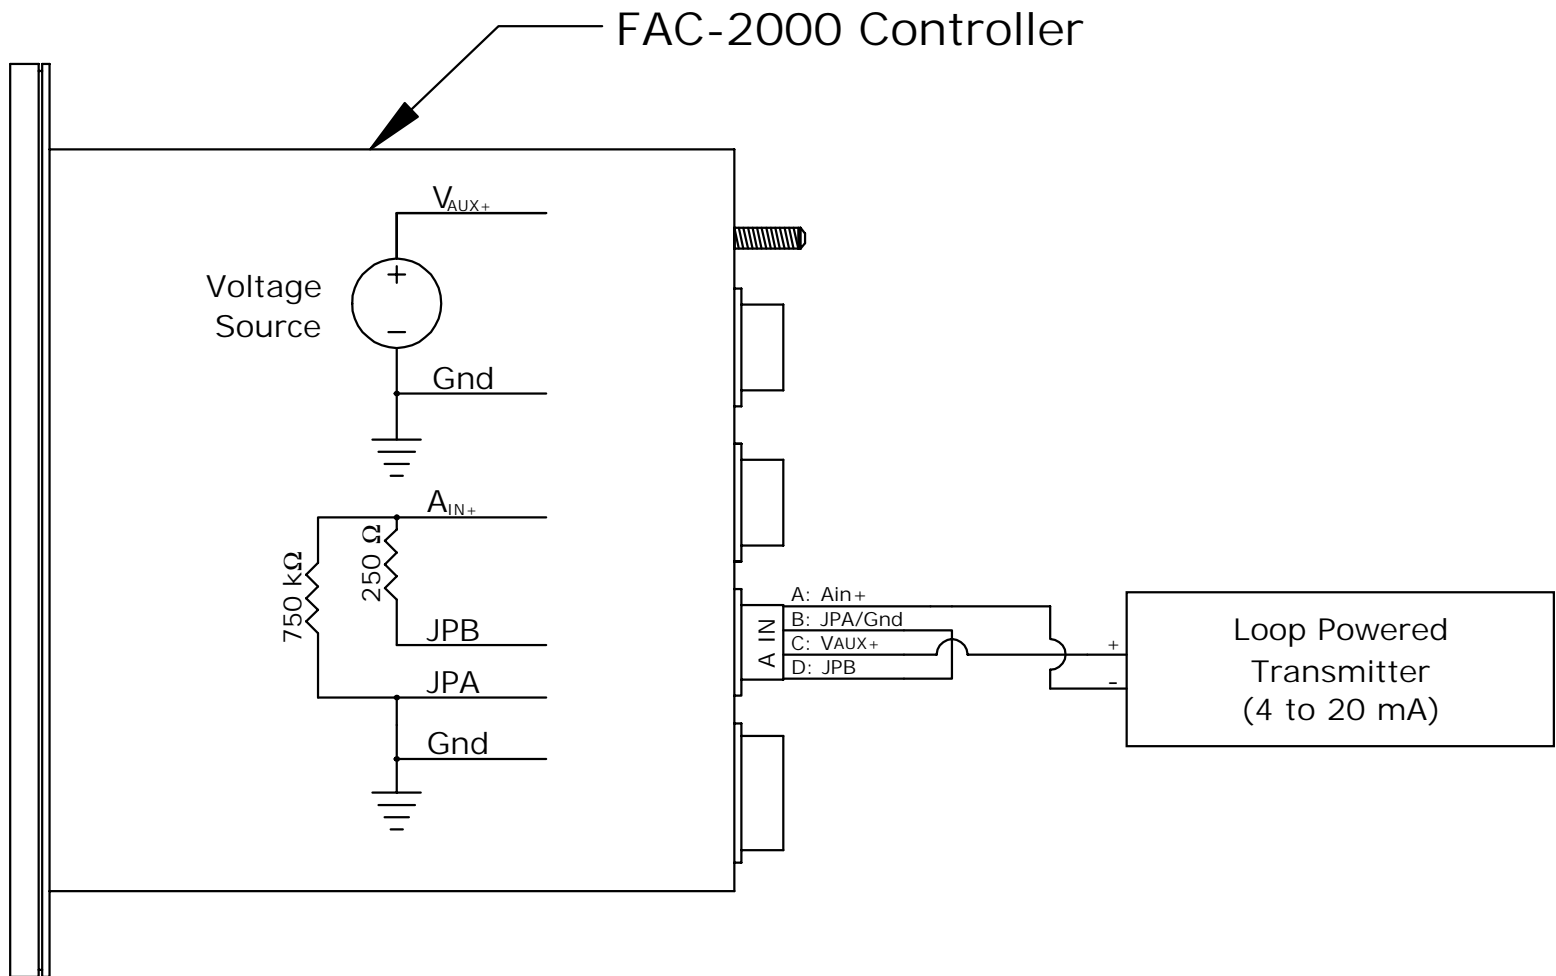 FAC-2000 Controller
VAUX+
Voltage
Source
+
−
Gnd
AIN+
750 kΩ
250 Ω
JPB
JPA
Gnd
A IN
A: Ain+
B: JPA/Gnd
C: VAUX+
D: JPB
+
-
Loop Powered
Transmitter
(4 to 20 mA)